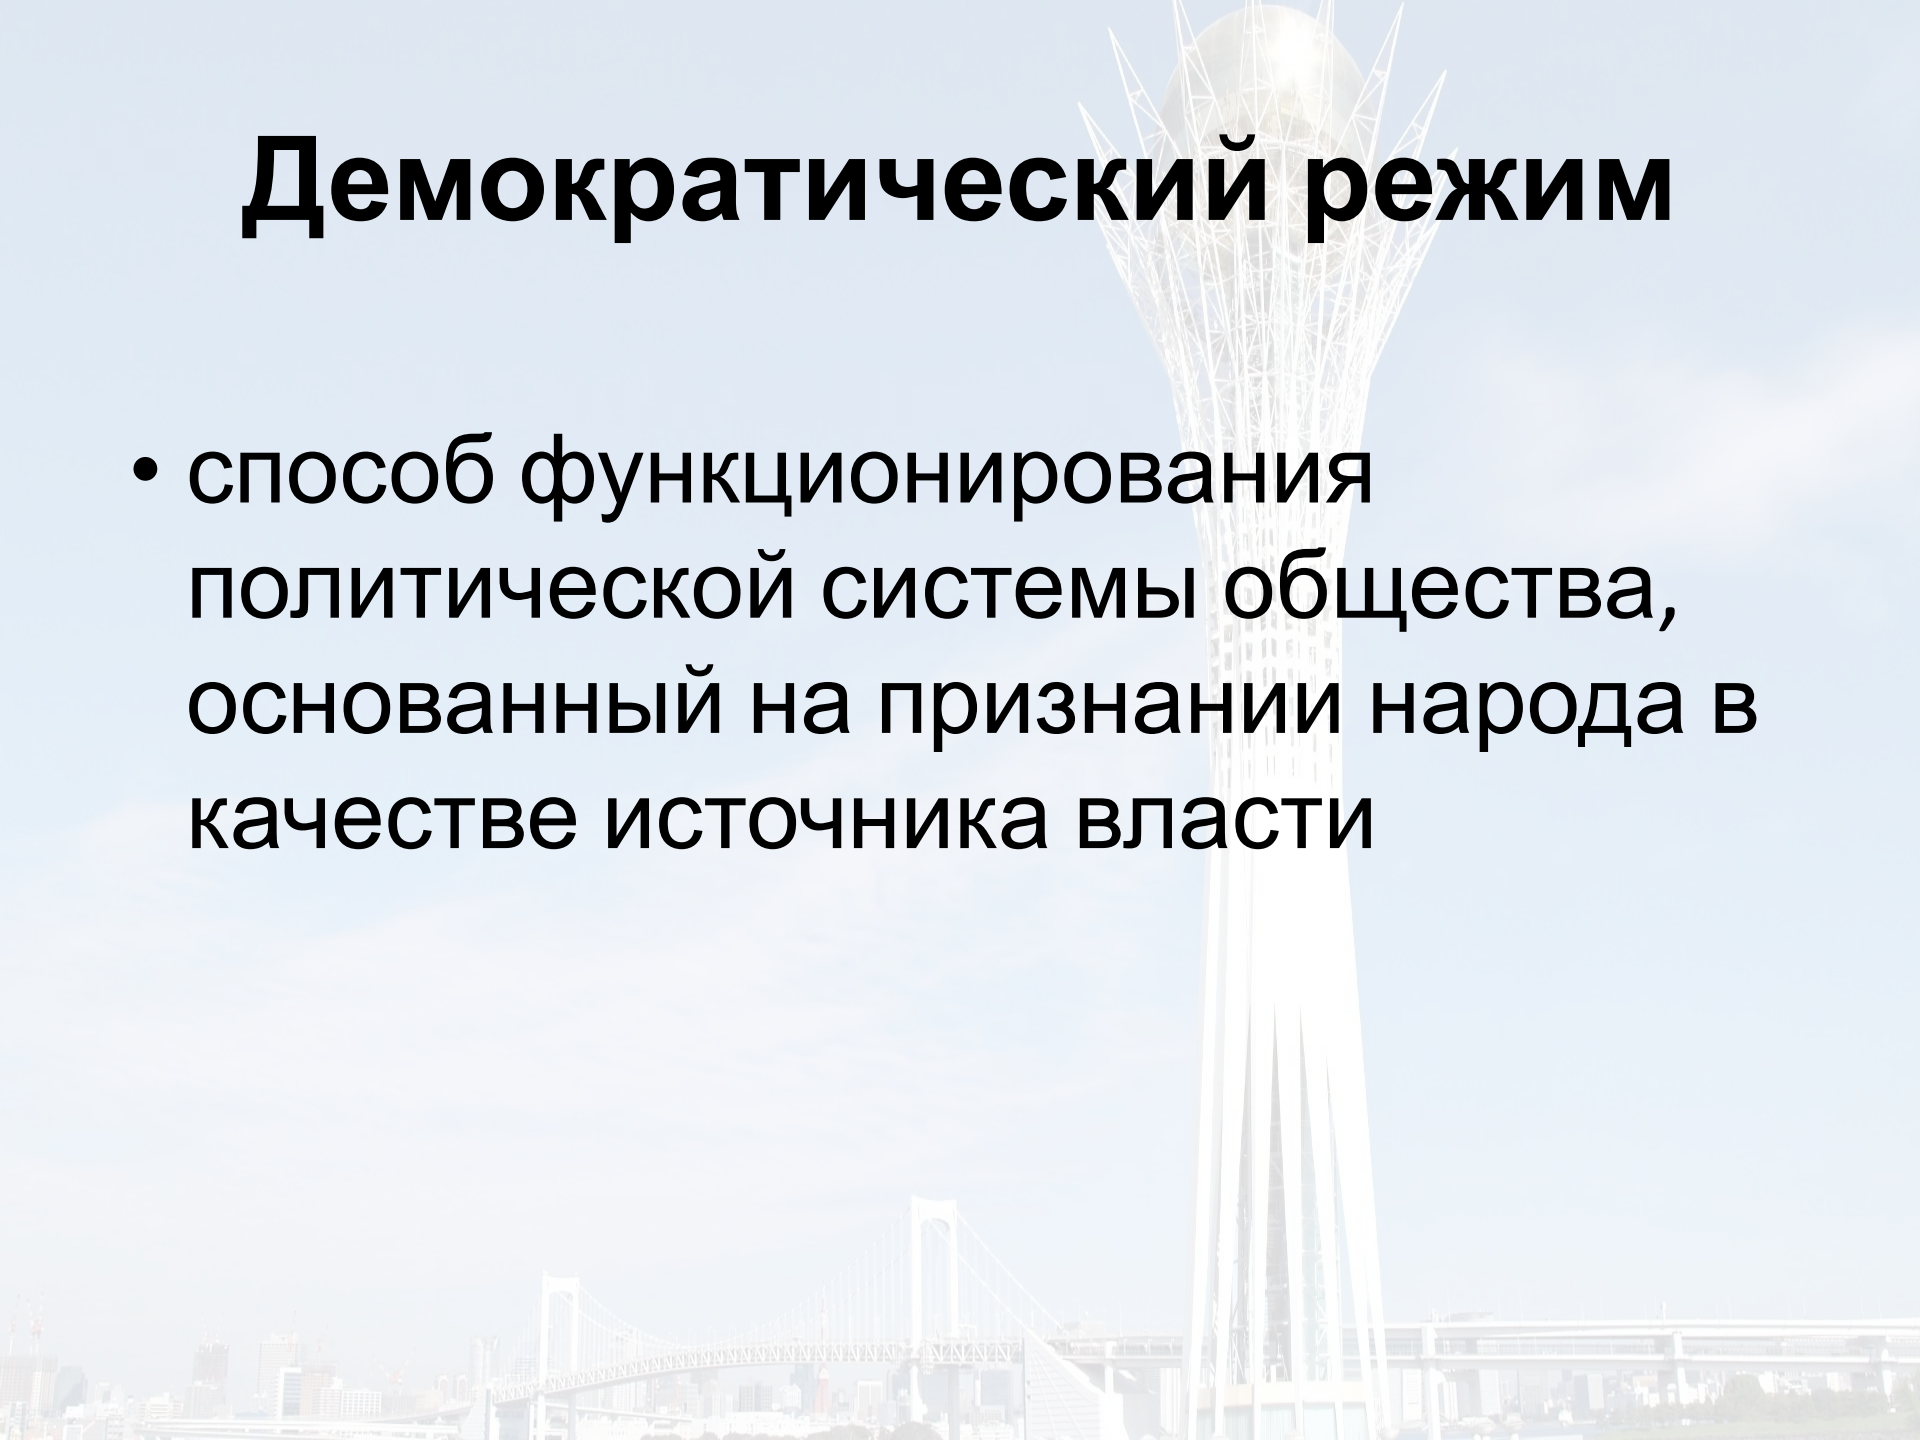 Демократический режим
• способ функционирования
политической системы общества,
основанный на признании народа в
качестве источника власти